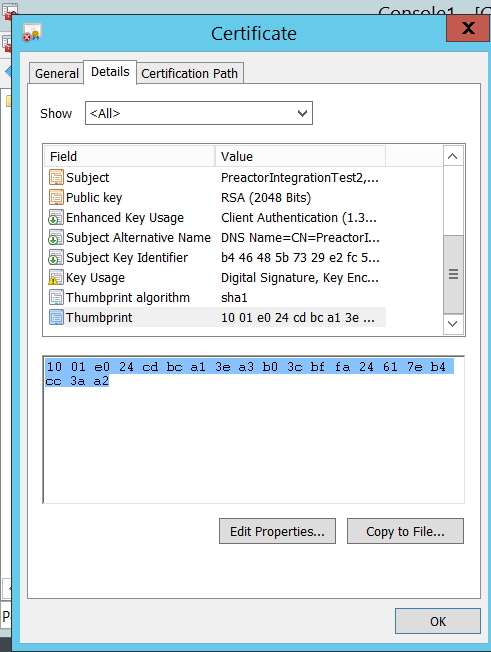 Certificate
General Details Certification Path
Show <All>
Field Value
Subject PreactorIntegrationTest2,...
Public key RSA (2048 Bits)
Enhanced Key Usage Client Authentication (1.3....
Subject Alternative Name DNS Name=CN=PreactorI...
Subject Key Identifier b4 46 48 5b 73 29 e2 fc 5...
Key Usage Digital Signature, Key Enc...
Thumbprint algorithm sha1
Thumbprint 10 01 e0 24 cd bc a1 3e ...
10 01 e0 24 cd bc a1 3e a3 b0 3c bf fa 24 61 7e b4
cc 3a a2
Edit Properties... Copy to File...
OK